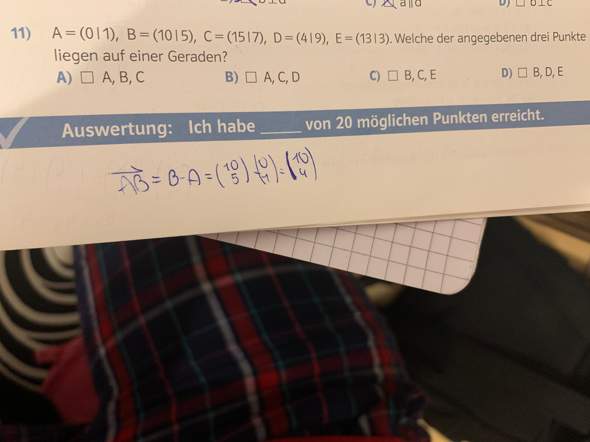 C) ☒ a∥d
D) ☐ b⊥c
11) A = (0|1), B = (10|5), C = (15|7), D = (4|9), E = (13|3). Welche der angegebenen drei Punkte
liegen auf einer Geraden?
A) ☐ A, B, C B) ☐ A, C, D C) ☐ B, C, E D) ☐ B, D, E
Auswertung: Ich habe _____ von 20 möglichen Punkten erreicht.
AB = B-A = (10 5) (0 1) = (10 4)